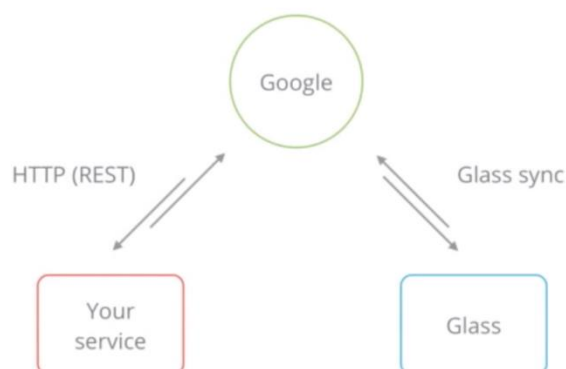 Google
HTTP (REST)
Glass sync
Your
service
Glass